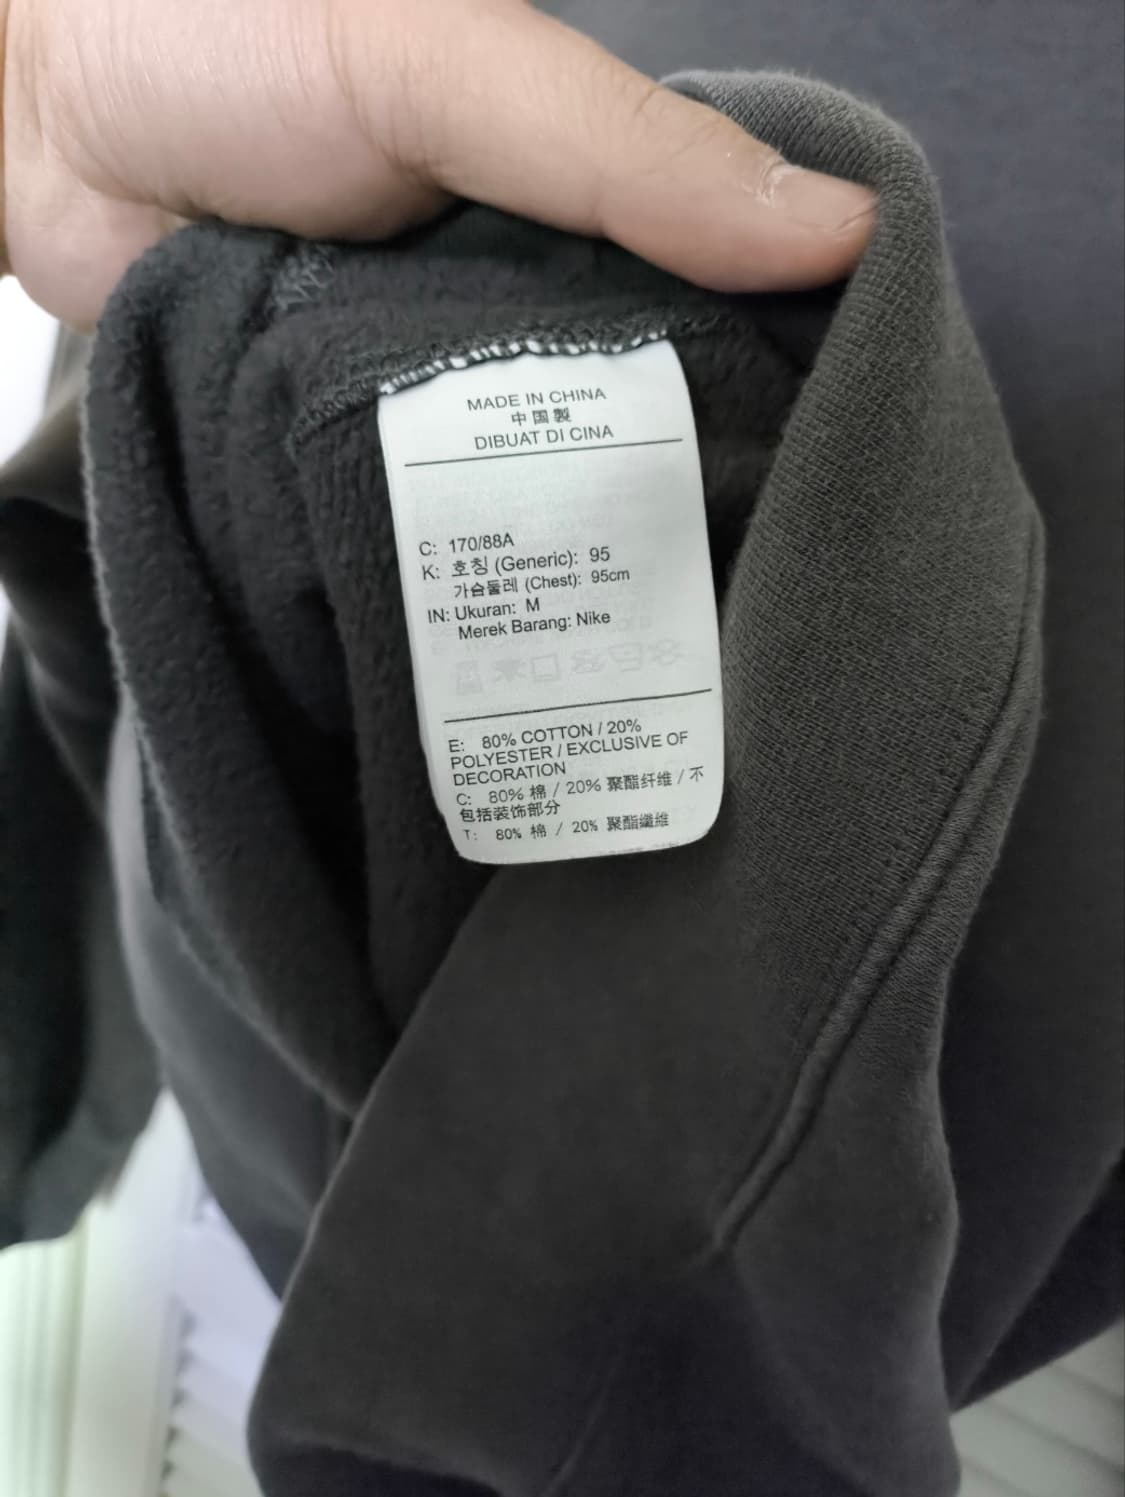 MADE IN CHINA
中国製
DIBUAT DI CINA
C: 170/88A
K: 호칭 (Generic): 95
가슴둘레 (Chest): 95cm
IN: Ukuran: M
Merek Barang: Nike
E: 80% COTTON / 20%
POLYESTER / EXCLUSIVE OF
DECORATION
C: 80% 棉 / 20% 聚酯纤维 / 不
包括装饰部分
T: 80% 棉 / 20% 聚酯纖維